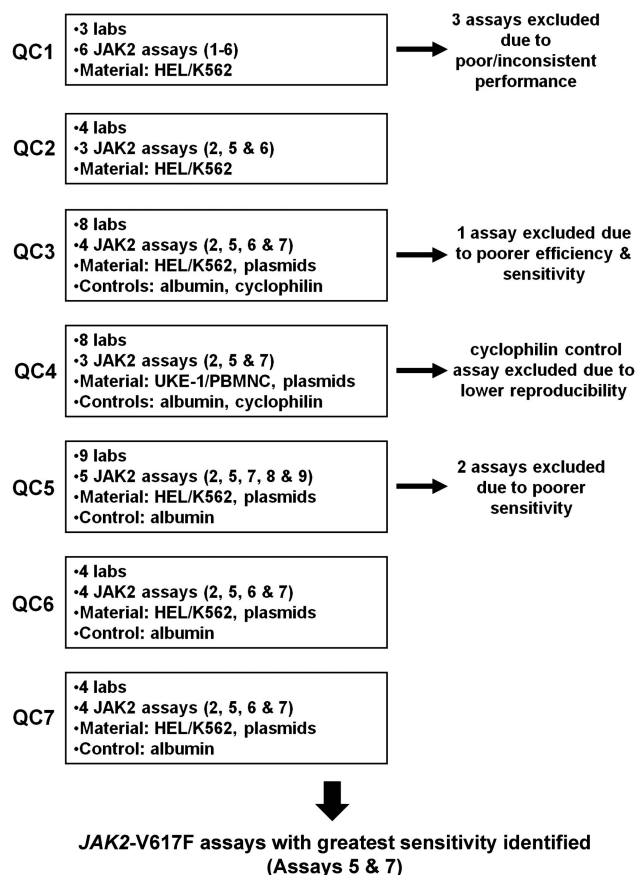 QC1
•3 labs
•6 JAK2 assays (1-6)
•Material: HEL/K562
3 assays excluded
due to
poor/inconsistent
performance
QC2
•4 labs
•3 JAK2 assays (2, 5 & 6)
•Material: HEL/K562
QC3
•8 labs
•4 JAK2 assays (2, 5, 6 & 7)
•Material: HEL/K562, plasmids
•Controls: albumin, cyclophilin
1 assay excluded due
to poorer efficiency &
sensitivity
QC4
•8 labs
•3 JAK2 assays (2, 5 & 7)
•Material: UKE-1/PBMNC, plasmids
•Controls: albumin, cyclophilin
cyclophilin control
assay excluded due to
lower reproducibility
QC5
•9 labs
•5 JAK2 assays (2, 5, 7, 8 & 9)
•Material: HEL/K562, plasmids
•Control: albumin
2 assays excluded
due to poorer
sensitivity
QC6
•4 labs
•4 JAK2 assays (2, 5, 6 & 7)
•Material: HEL/K562, plasmids
•Control: albumin
QC7
•4 labs
•4 JAK2 assays (2, 5, 6 & 7)
•Material: HEL/K562, plasmids
•Control: albumin
JAK2-V617F assays with greatest sensitivity identified
(Assays 5 & 7)